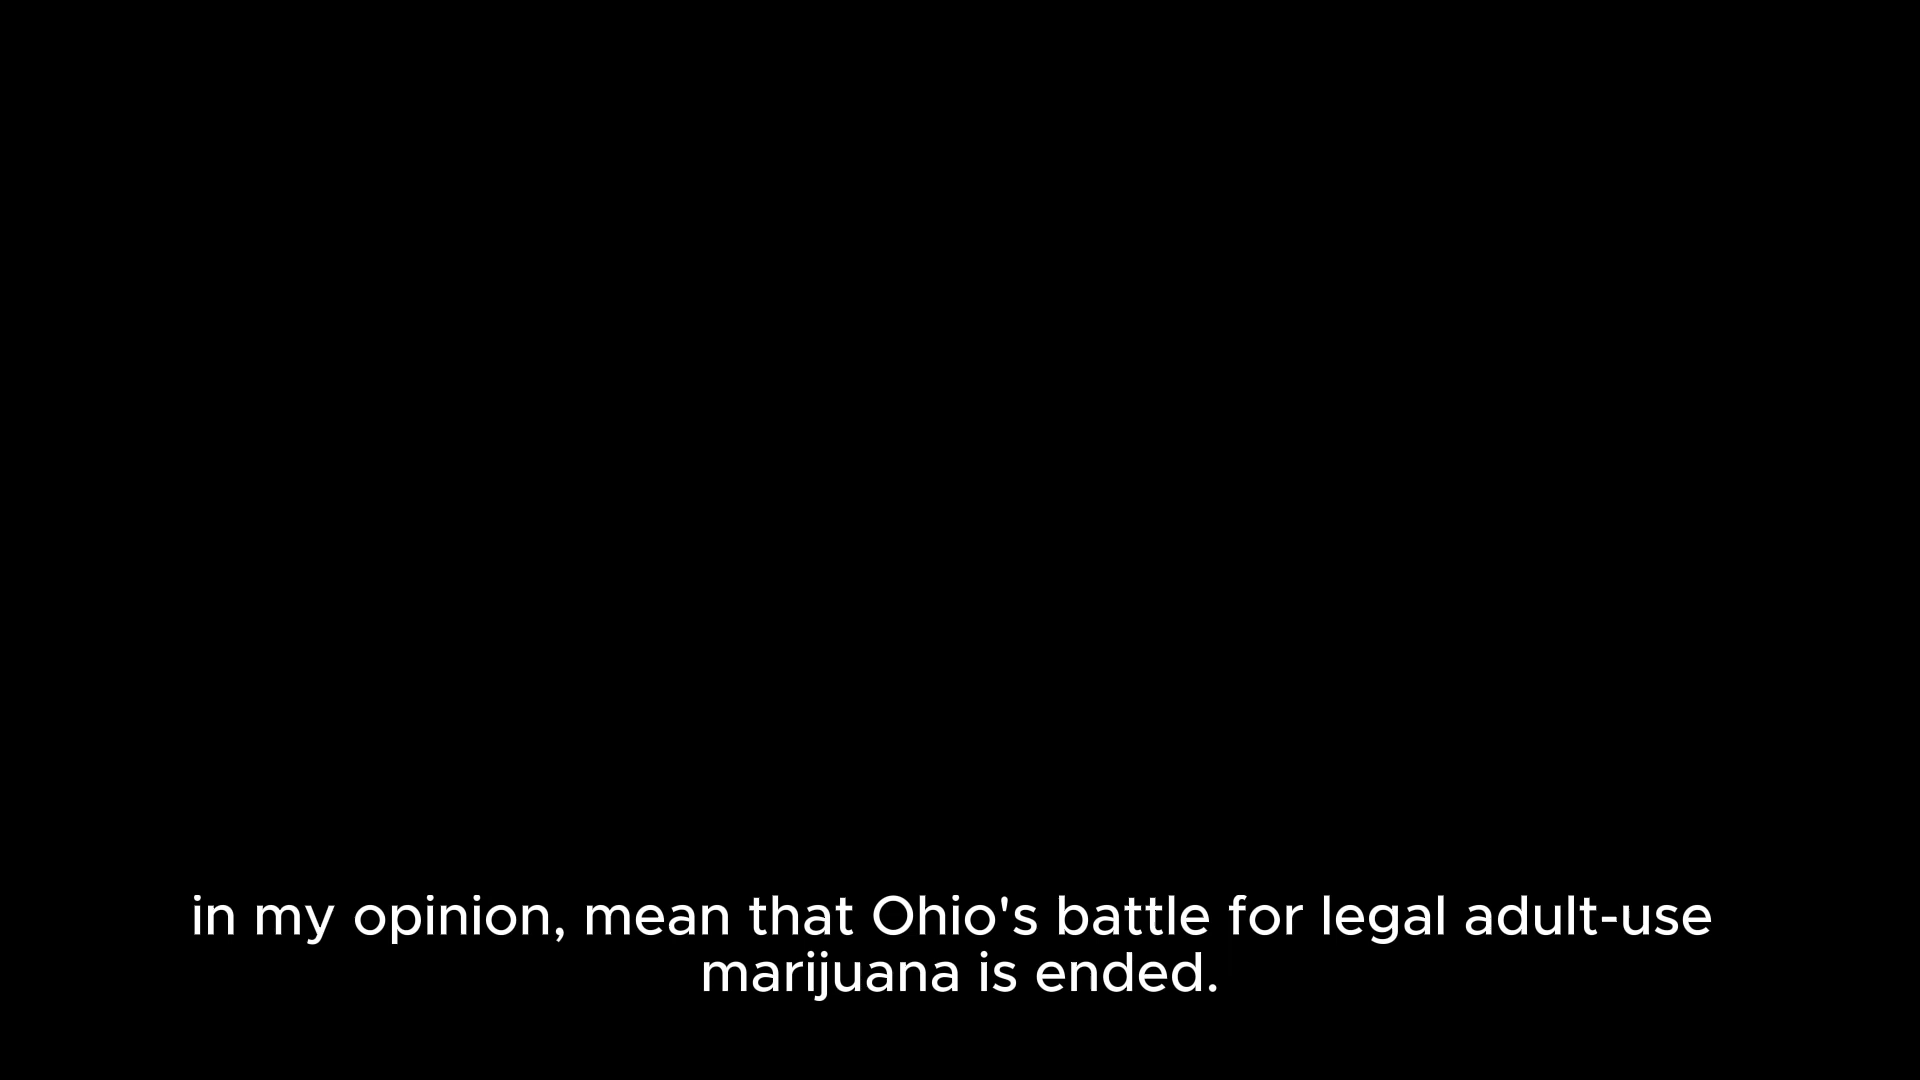 in my opinion, mean that Ohio's battle for legal adult-use
marijuana is ended.